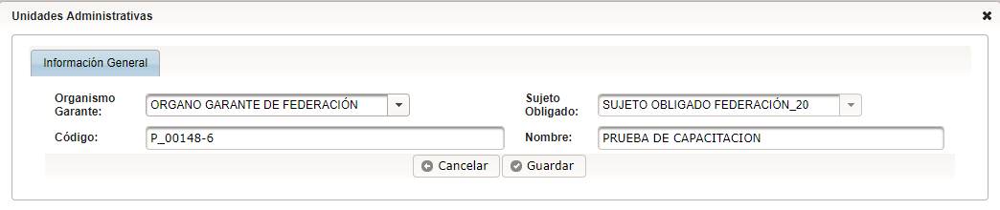 Unidades Administrativas
Información General
Organismo Garante:
ORGANO GARANTE DE FEDERACIÓN
Sujeto Obligado:
SUJETO OBLIGADO FEDERACIÓN_20
Código:
P_00148-6
Nombre:
PRUEBA DE CAPACITACION
Cancelar
Guardar